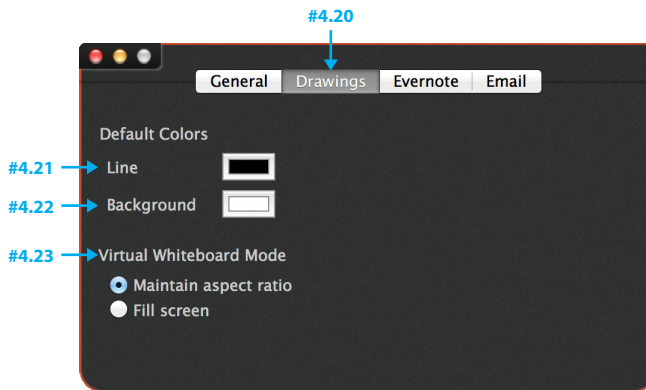 #4.20
General Drawings Evernote Email
Default Colors
#4.21 Line
#4.22 Background
#4.23 Virtual Whiteboard Mode
Maintain aspect ratio
Fill screen